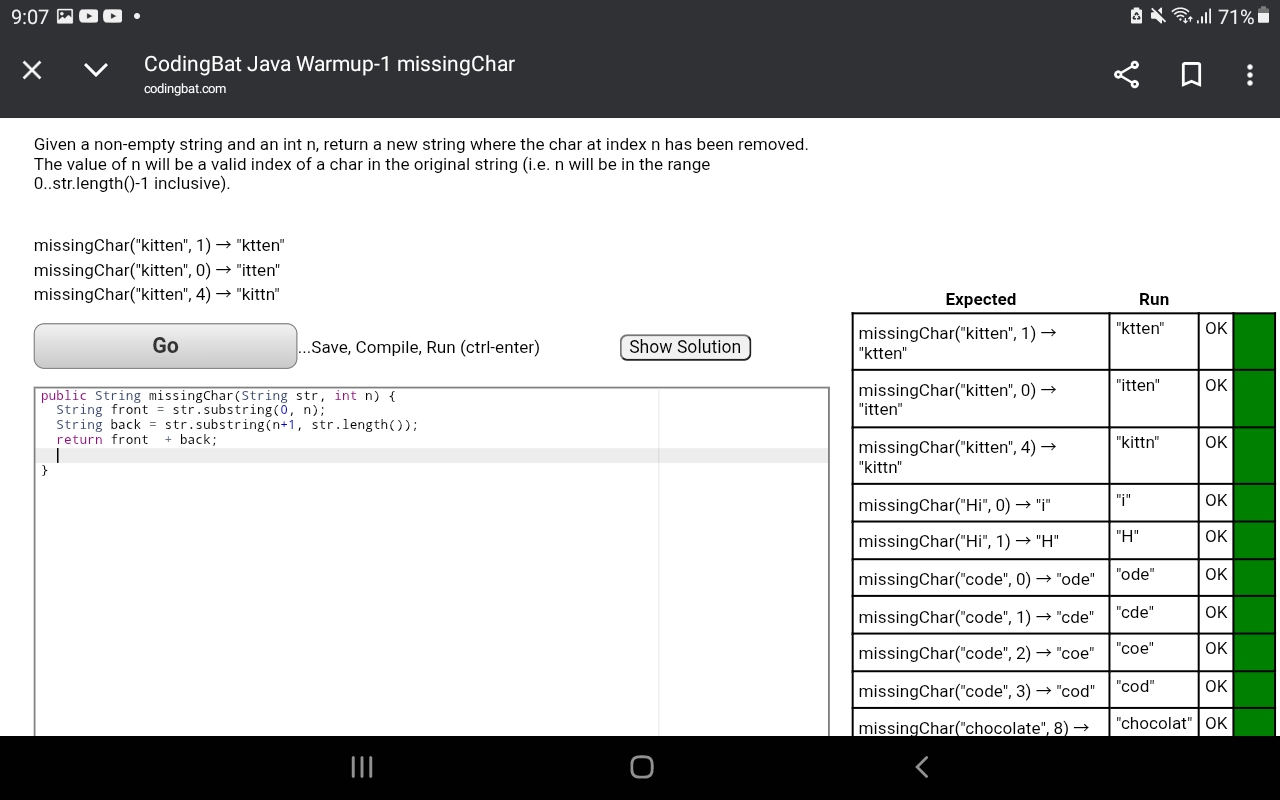 9:07
71%
CodingBat Java Warmup-1 missingChar
codingbat.com
Given a non-empty string and an int n, return a new string where the char at index n has been removed.
The value of n will be a valid index of a char in the original string (i.e. n will be in the range
0..str.length()-1 inclusive).
missingChar("kitten", 1) → "ktten"
missingChar("kitten", 0) → "itten"
missingChar("kitten", 4) → "kittn"
Go
...Save, Compile, Run (ctrl-enter)
Show Solution
public String missingChar(String str, int n) {
  String front = str.substring(0, n);
  String back = str.substring(n+1, str.length());
  return front  + back;
}
Expected Run
missingChar("kitten", 1) → "ktten" OK
"ktten"
missingChar("kitten", 0) → "itten" OK
"itten"
missingChar("kitten", 4) → "kittn" OK
"kittn"
missingChar("Hi", 0) → "i" "i" OK
missingChar("Hi", 1) → "H" "H" OK
missingChar("code", 0) → "ode" "ode" OK
missingChar("code", 1) → "cde" "cde" OK
missingChar("code", 2) → "coe" "coe" OK
missingChar("code", 3) → "cod" "cod" OK
missingChar("chocolate", 8) → "chocolat" OK